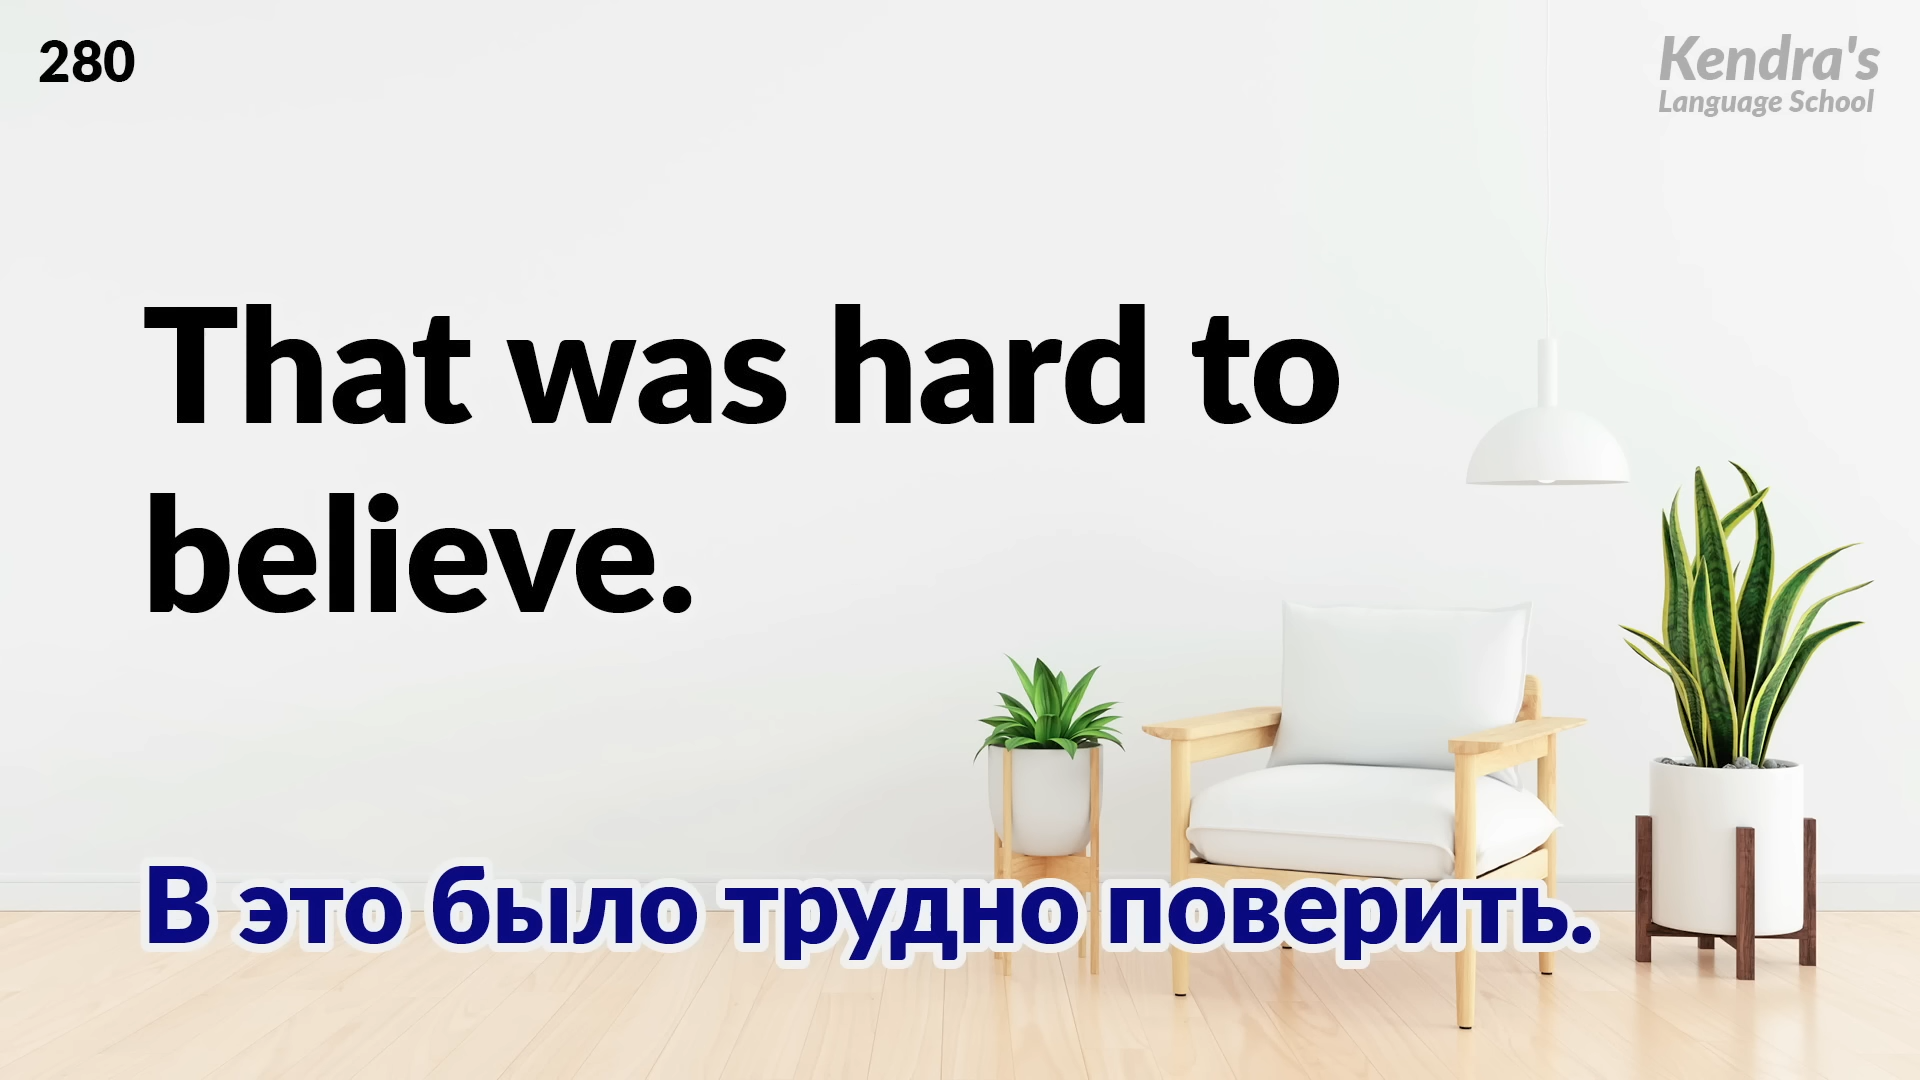 280
Kendra's
Language School
That was hard to
believe.
В это было трудно поверить.